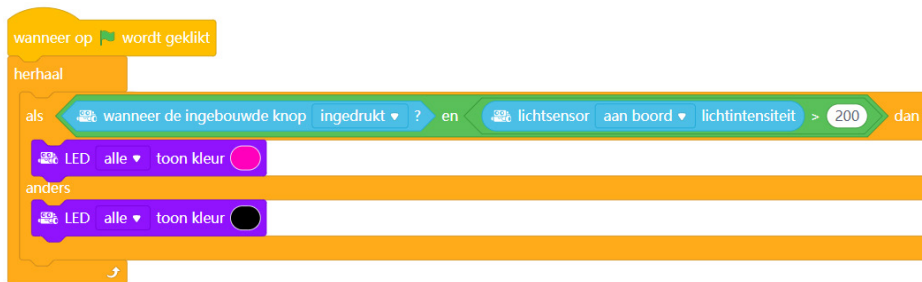 wanneer op wordt geklikt
herhaal
als wanneer de ingebouwde knop ingedrukt ? en lichtsensor aan boord lichtintensiteit > 200 dan
LED alle toon kleur
anders
LED alle toon kleur